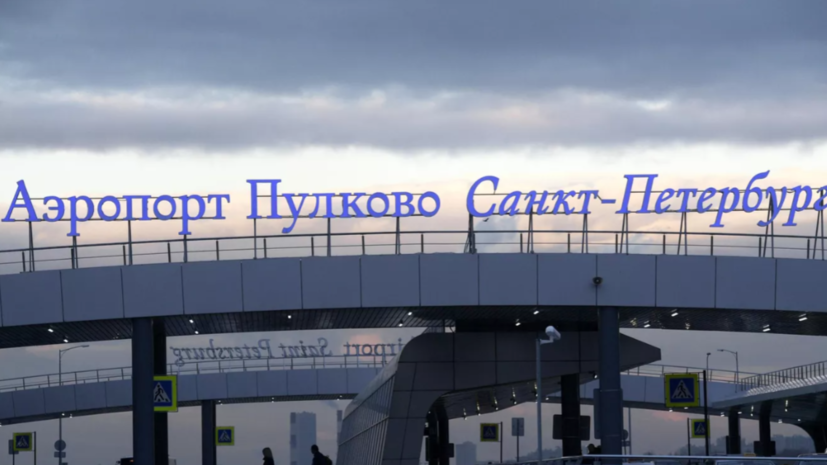 Аэропорт Пулково Санкт-Петербург
Airport Saint Petersburg